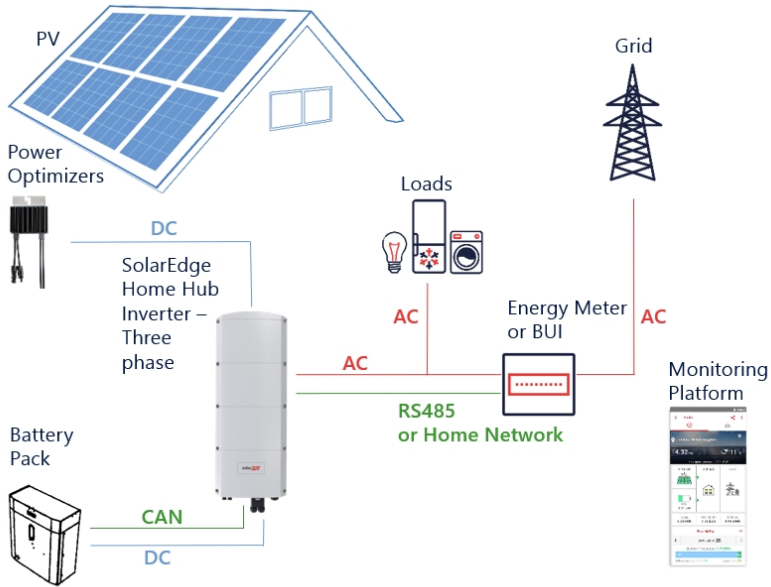 PV
Grid
Power
Optimizers
Loads
DC
SolarEdge
Home Hub
Inverter –
Three
phase
Energy Meter
or BUI
AC
AC
AC
Monitoring
Platform
RS485
or Home Network
Battery
Pack
CAN
DC
solar